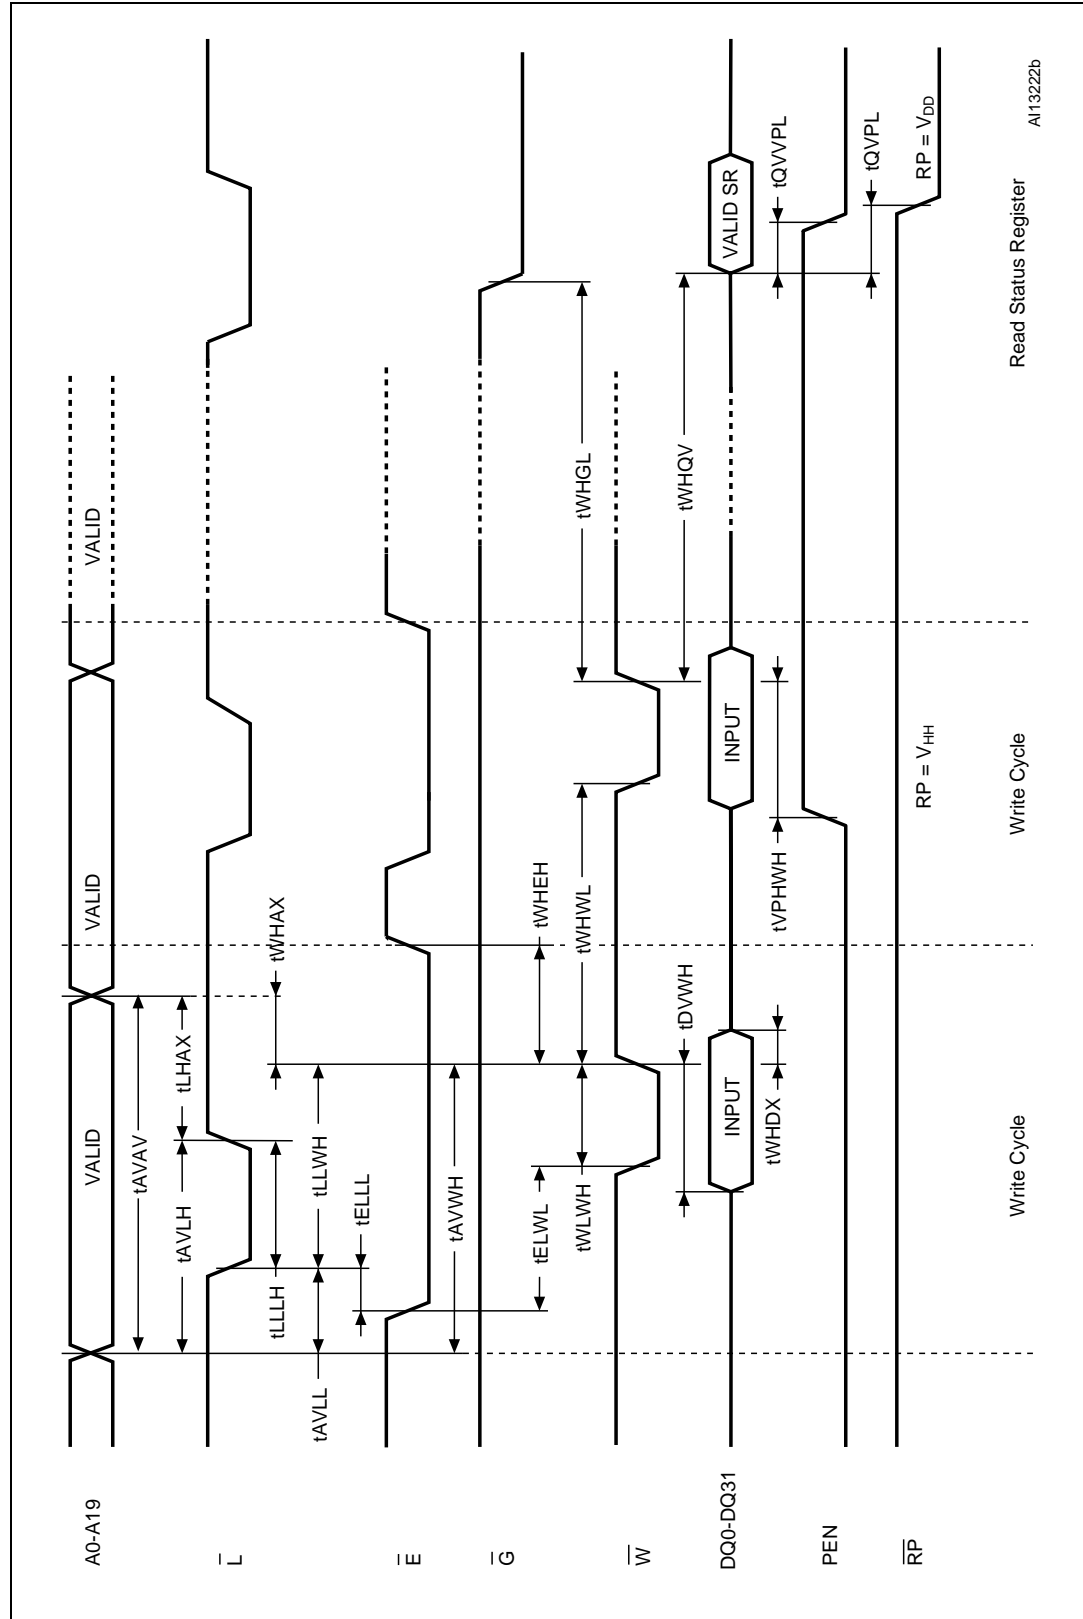 A0-A19
VALID
VALID
VALID
tAVAV
tAVLH
tLHAX
L̅
tLLLH
tWHAX
tAVLL
tLLWH
tELLL
E̅
tAVWH
G̅
tELWL
tWHEH
tWLWH
tWHWL
tWHGL
W̅
tDVWH
tWHQV
DQ0-DQ31
INPUT
INPUT
VALID SR
tWHDX
tVPHWH
tQVVPL
PEN
tQVPL
R̅P̅
RP = VHH
RP = VDD
Write Cycle
Write Cycle
Read Status Register
AI13222b